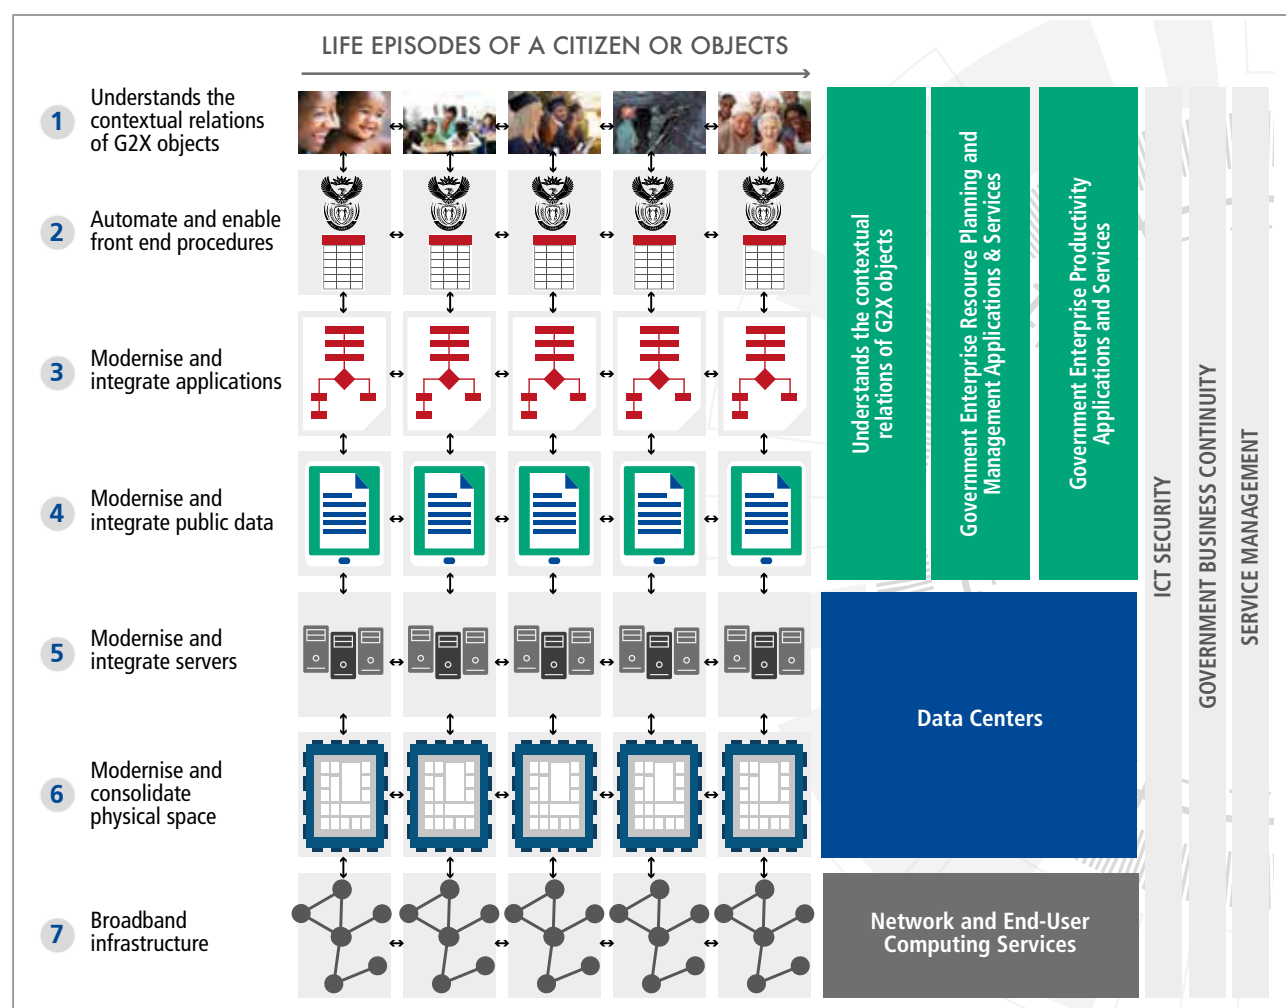 LIFE EPISODES OF A CITIZEN OR OBJECTS
1
Understands the
contextual relations
of G2X objects
2
Automate and enable
front end procedures
3
Modernise and
integrate applications
4
Modernise and
integrate public data
5
Modernise and
integrate servers
6
Modernise and
consolidate
physical space
7
Broadband
infrastructure
Understands the contextual
relations of G2X objects
Government Enterprise Resource Planning and
Management Applications & Services
Government Enterprise Productivity
Applications and Services
Data Centers
Network and End-User
Computing Services
ICT SECURITY
GOVERNMENT BUSINESS CONTINUITY
SERVICE MANAGEMENT